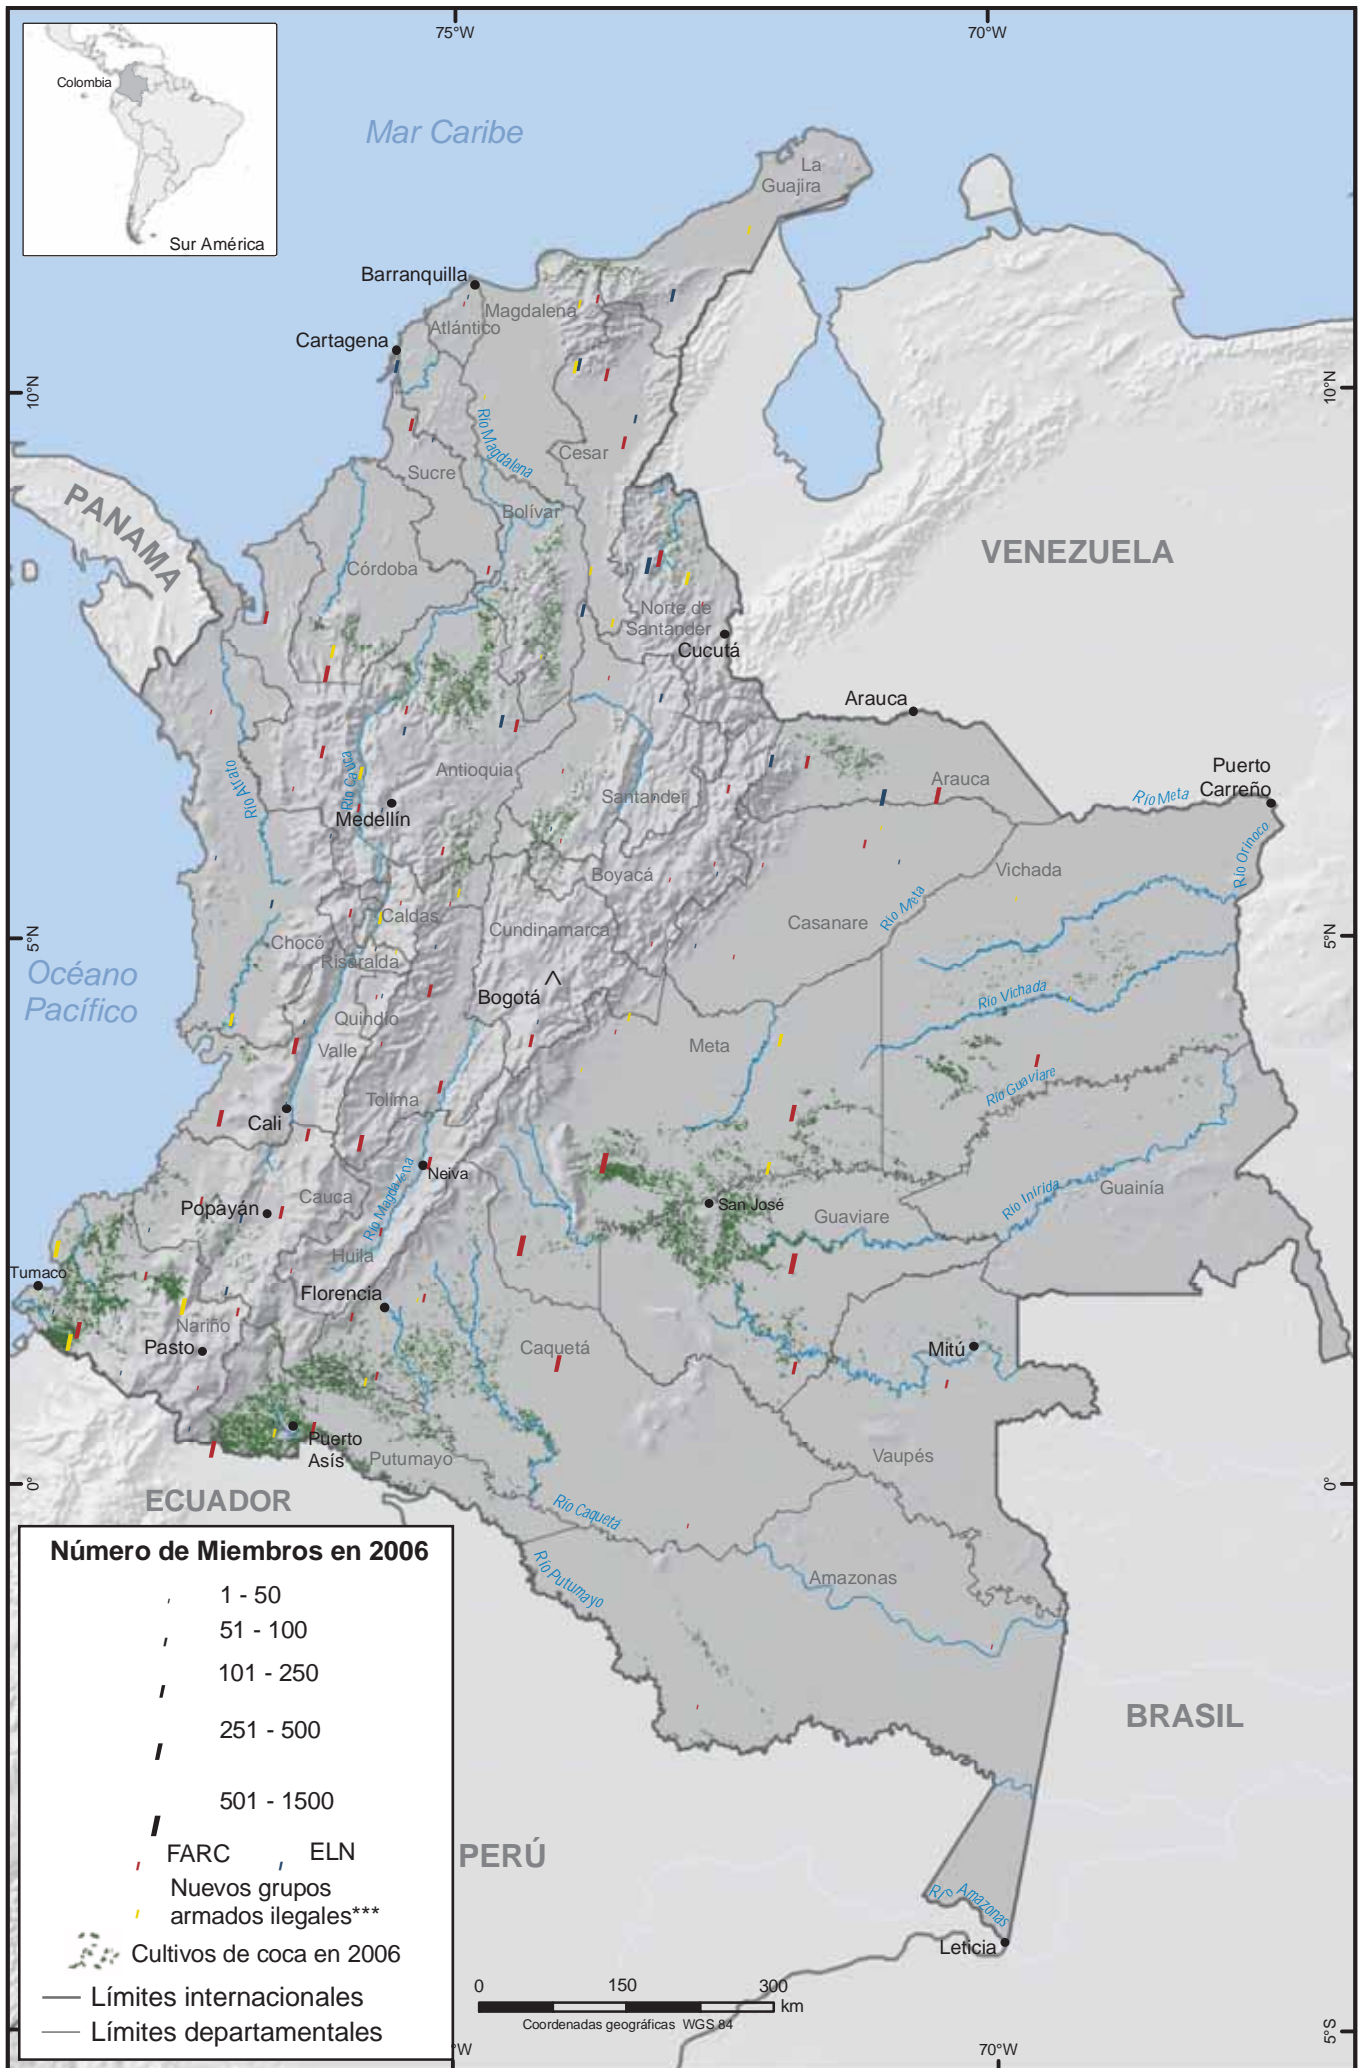 75°W
70°W
Colombia
Sur América
Mar Caribe
La
Guajira
Barranquilla
Magdalena
Atlántico
Cartagena
10°N
10°N
Río Magdalena
Cesar
Sucre
Bolívar
PANAMA
VENEZUELA
Córdoba
Norte de
Santander
Cucutá
Arauca
Río Cauca
Antioquia
Arauca
Puerto
Carreño
Río Meta
Río Atrato
Santander
Medellín
Río Orinoco
Boyacá
Vichada
Río Meta
Caldas
Casanare
Cundinamarca
Chocó
5°N
5°N
Risaralda
Océano
Pacífico
Bogotá
Río Vichada
Quindío
Valle
Meta
Río Guaviare
Tolima
Cali
Neiva
Río Magdalena
Cauca
Popayán
San José
Guaviare
Río Inírida
Guainía
Huila
Tumaco
Florencia
Nariño
Pasto
Caquetá
Mitú
Puerto
Asís
Putumayo
Vaupés
0°
0°
ECUADOR
Río Caquetá
Río Putumayo
Amazonas
Número de Miembros en 2006
1 - 50
51 - 100
101 - 250
251 - 500
501 - 1500
FARC
ELN
Nuevos grupos
armados ilegales***
Cultivos de coca en 2006
Límites internacionales
Límites departamentales
BRASIL
PERÚ
Río Amazonas
Leticia
0
150
300
km
Coordenadas geográficas WGS 84
5°S
°W
70°W